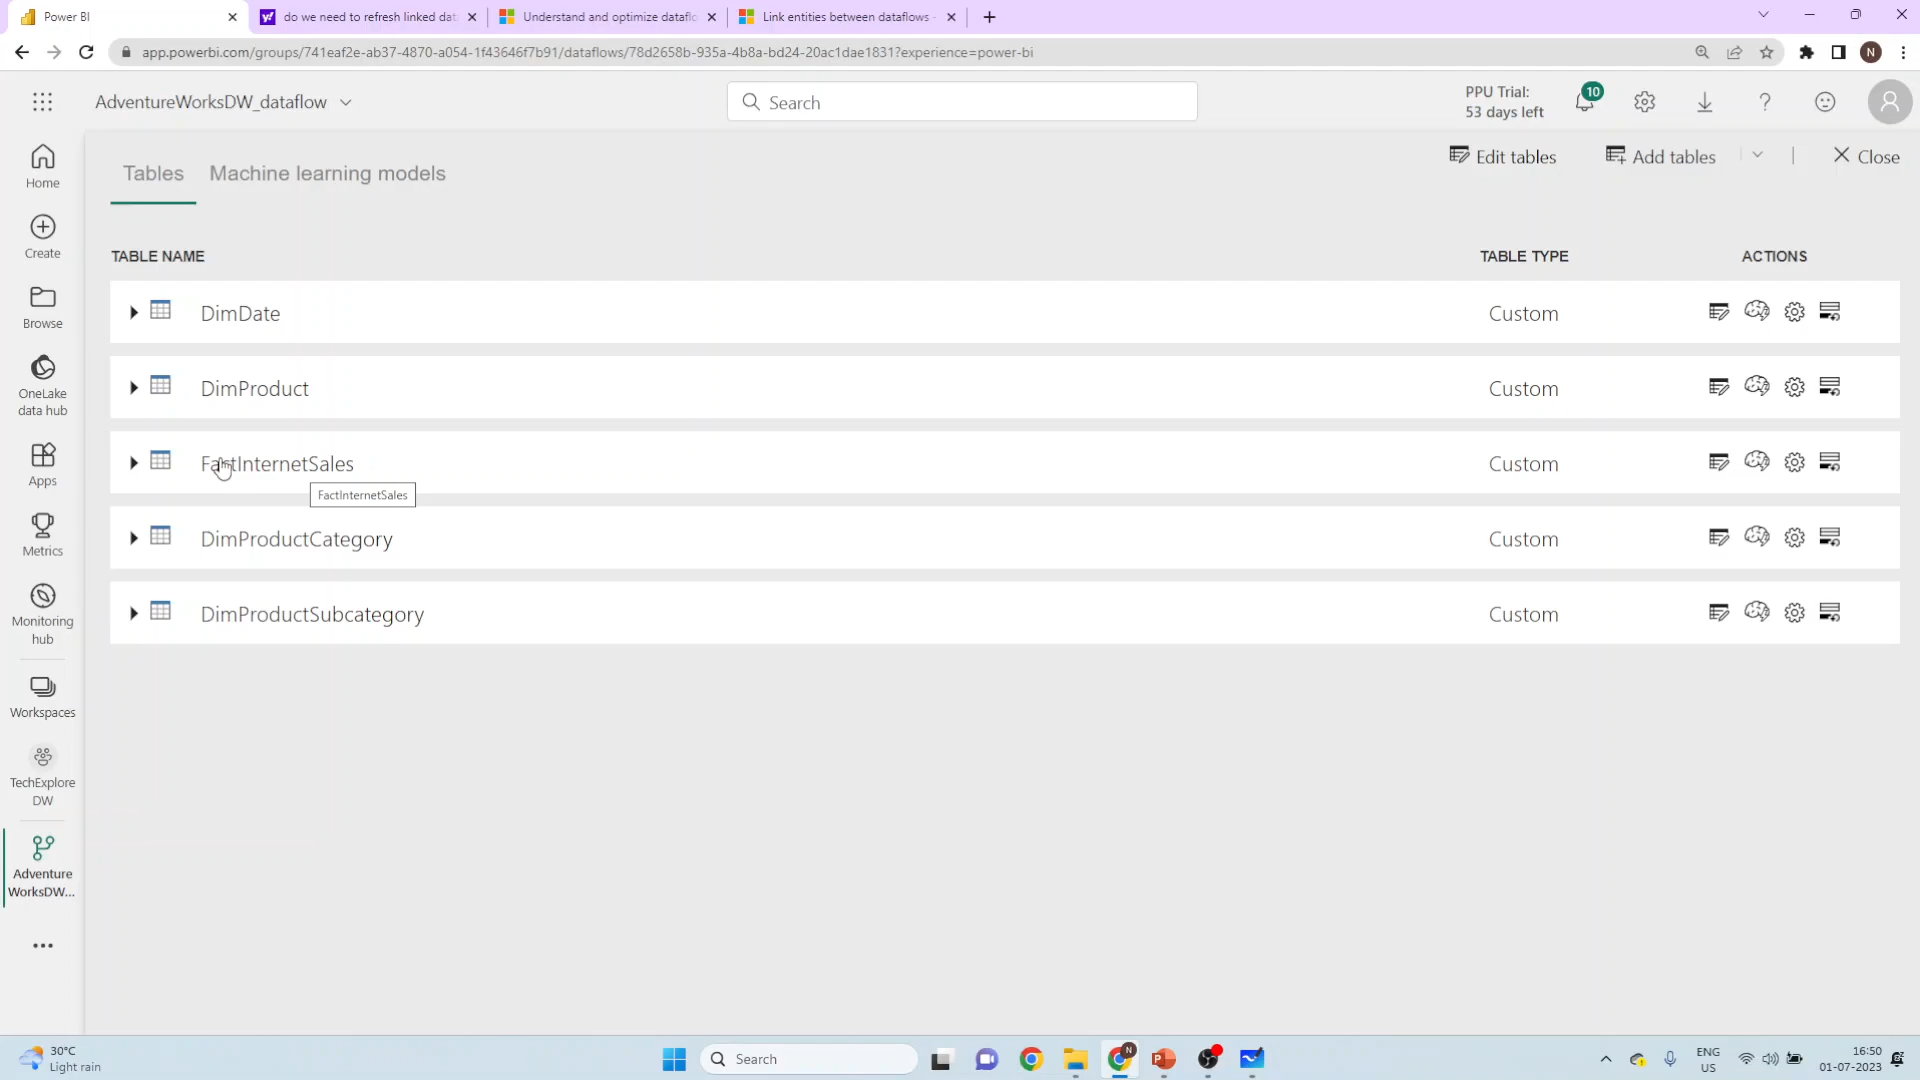 Power BI
do we need to refresh linked dat
Understand and optimize dataflo
Link entities between dataflows -
app.powerbi.com/groups/741eaf2e-ab37-4870-a054-1f43646f7b91/dataflows/78d2658b-935a-4b8a-bd24-20ac1dae1831?experience=power-bi
N
AdventureWorksDW_dataflow
Search
PPU Trial:
53 days left
10
Home
Create
Browse
OneLake
data hub
Apps
Metrics
Monitoring
hub
Workspaces
TechExplore
DW
Adventure
WorksDW...
Tables
Machine learning models
Edit tables
Add tables
Close
TABLE NAME
TABLE TYPE
ACTIONS
DimDate
Custom
DimProduct
Custom
FactInternetSales
Custom
FactInternetSales
DimProductCategory
Custom
DimProductSubcategory
Custom
30°C
Light rain
Search
N
ENG
US
16:50
01-07-2023